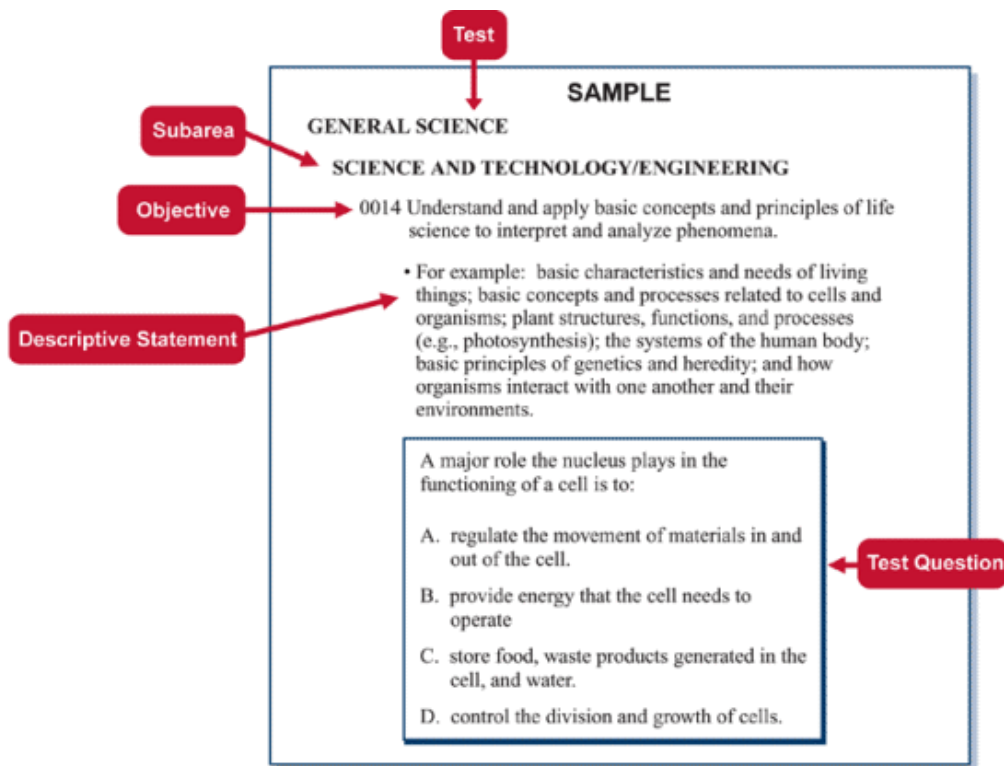 Test
SAMPLE
GENERAL SCIENCE
Subarea
SCIENCE AND TECHNOLOGY/ENGINEERING
Objective
0014 Understand and apply basic concepts and principles of life
science to interpret and analyze phenomena.
• For example: basic characteristics and needs of living
things; basic concepts and processes related to cells and
organisms; plant structures, functions, and processes
(e.g., photosynthesis); the systems of the human body;
basic principles of genetics and heredity; and how
organisms interact with one another and their
environments.
Descriptive Statement
A major role the nucleus plays in the
functioning of a cell is to:
A. regulate the movement of materials in and
out of the cell.
B. provide energy that the cell needs to
operate
C. store food, waste products generated in the
cell, and water.
D. control the division and growth of cells.
Test Question